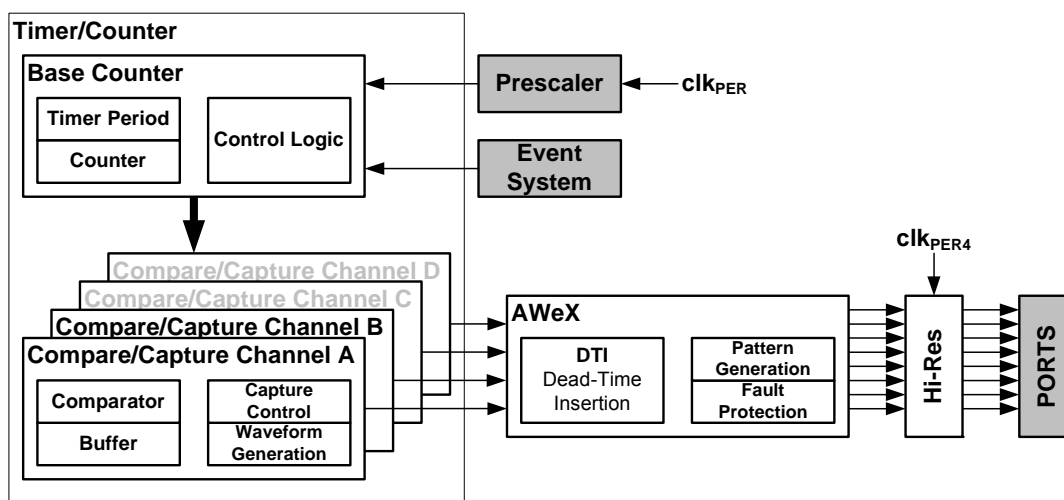 Timer/Counter
Base Counter
Timer Period
Counter
Control Logic
Prescaler
clkPER
Event
System
Compare/Capture Channel D
Compare/Capture Channel C
Compare/Capture Channel B
Compare/Capture Channel A
Comparator
Buffer
Capture
Control
Waveform
Generation
AWeX
DTI
Dead-Time
Insertion
Pattern
Generation
Fault
Protection
clkPER4
Hi-Res
PORTS